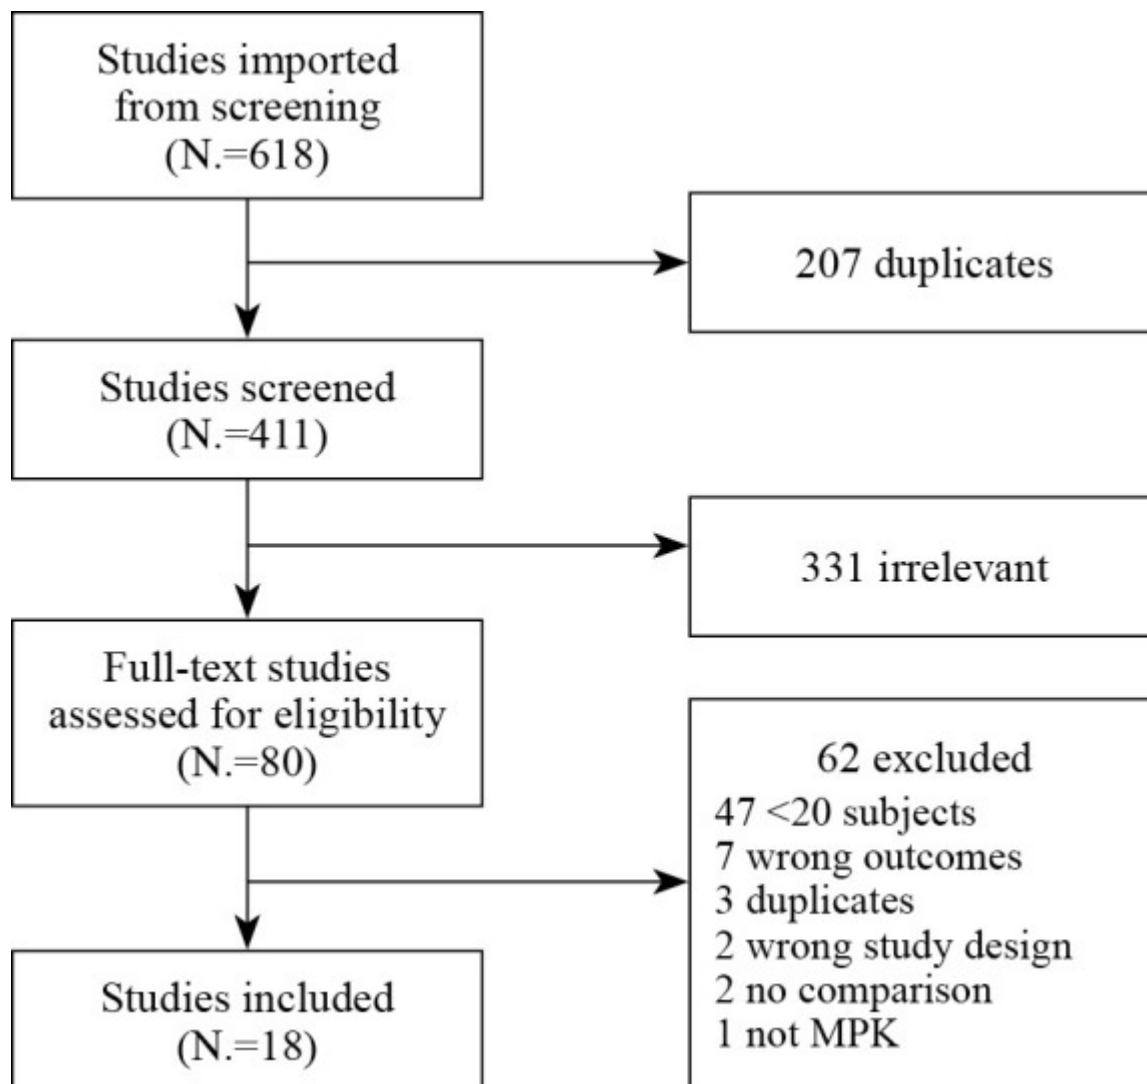 Studies imported
from screening
(N.=618)
207 duplicates
Studies screened
(N.=411)
331 irrelevant
Full-text studies
assessed for eligibility
(N.=80)
62 excluded
47 <20 subjects
7 wrong outcomes
3 duplicates
2 wrong study design
2 no comparison
1 not MPK
Studies included
(N.=18)